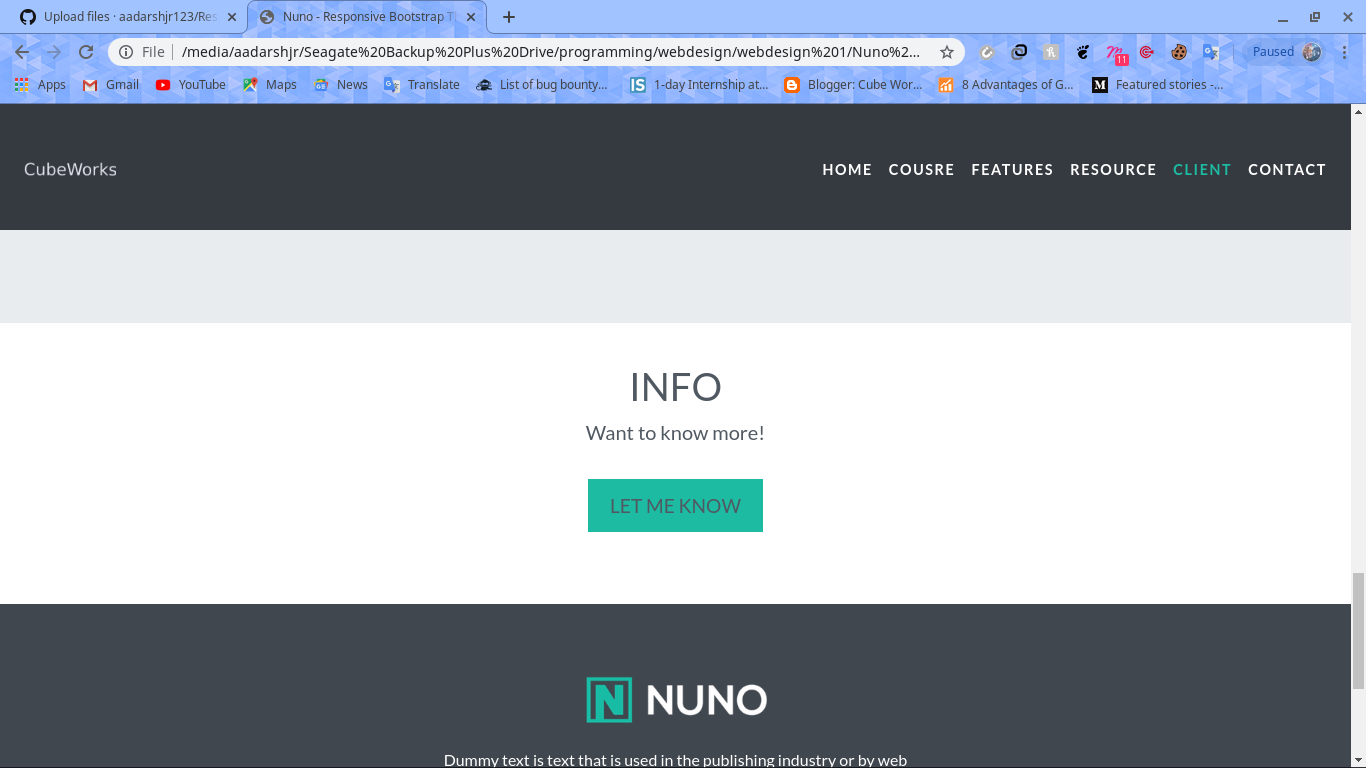 Upload files · aadarshjr123/Res
Nuno - Responsive Bootstrap T
File
/media/aadarshjr/Seagate%20Backup%20Plus%20Drive/programming/webdesign/webdesign%201/Nuno%2...
11
Paused
Apps
Gmail
YouTube
Maps
News
Translate
List of bug bounty...
1-day Internship at...
Blogger: Cube Wor...
8 Advantages of G...
Featured stories -...
CubeWorks
HOME COUSRE FEATURES RESOURCE CLIENT CONTACT
INFO
Want to know more!
LET ME KNOW
N NUNO
Dummy text is text that is used in the publishing industry or by web